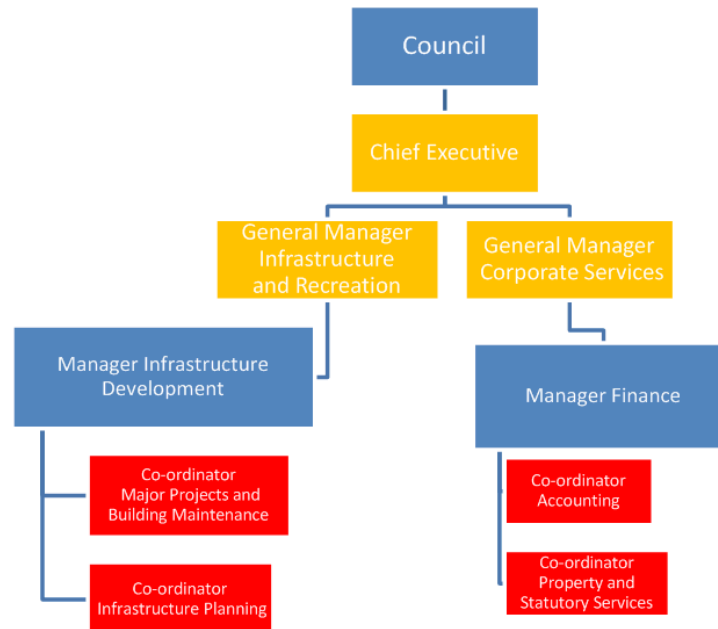 Council
Chief Executive
General Manager
Infrastructure
and Recreation
General Manager
Corporate Services
Manager Infrastructure
Development
Manager Finance
Co-ordinator
Major Projects and
Building Maintenance
Co-ordinator
Accounting
Co-ordinator
Infrastructure Planning
Co-ordinator
Property and
Statutory Services